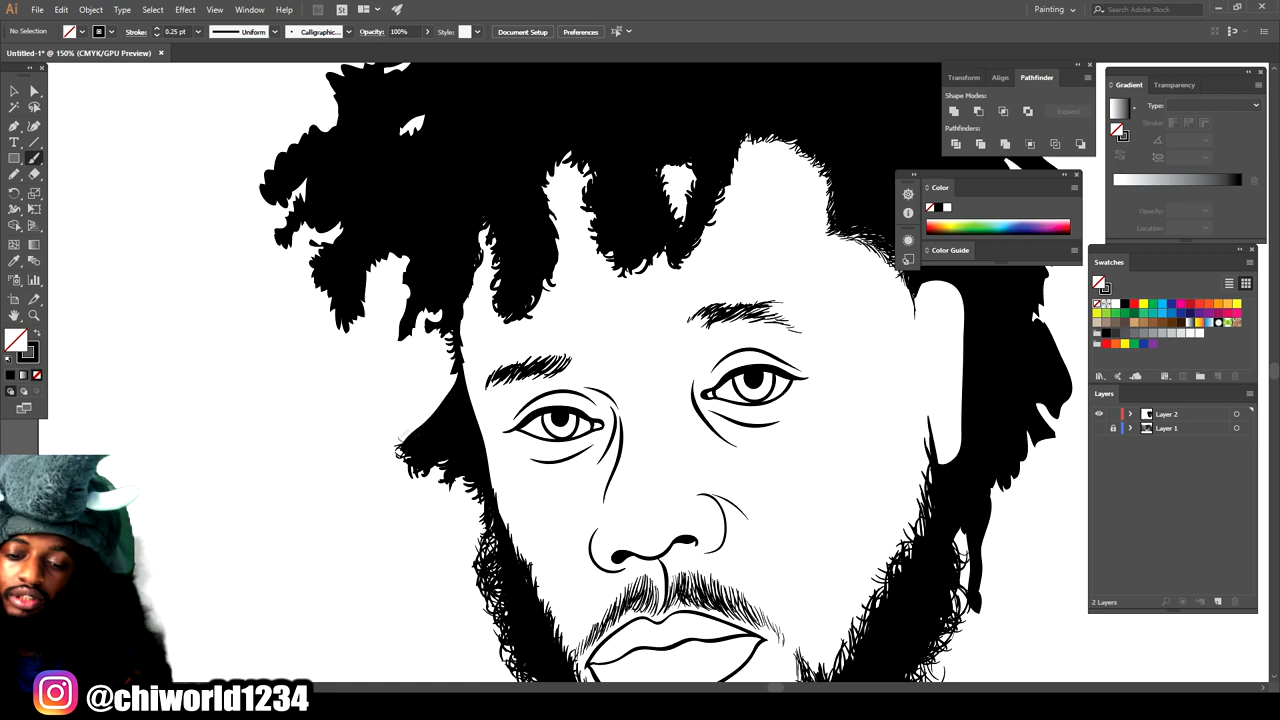 Ai File Edit Object Type Select Effect View Window Help Br St Painting Search Adobe Stock
No Selection Stroke: 0.25 pt Uniform Calligraphic... Opacity: 100% Style: Document Setup Preferences
Untitled-1* @ 150% (CMYK/GPU Preview)
Transform Align Pathfinder
Shape Modes:
Expand
Pathfinders:
Gradient Transparency
Type:
Stroke:
Opacity:
Location:
Color
Color Guide
Swatches
Layers
Layer 2
Layer 1
2 Layers
@chiworld1234